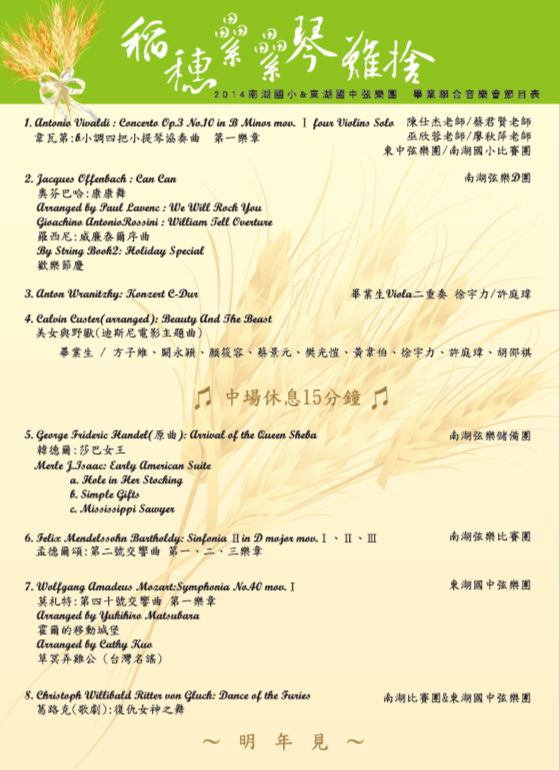 稻穗纍纍琴難捨
2014南湖國小&東湖國中弦樂團 畢業聯合音樂會節目表
1. Antonio Vivaldi : Concerto Op.3 No.10 in B Minor mov. Ⅰ four Violins Solo 陳仕杰老師/蔡君賢老師
韋瓦第:b小調四把小提琴協奏曲 第一樂章 巫欣蓉老師/廖秋萍老師
東中弦樂團/南湖國小比賽團
2. Jacques Offenbach : Can Can 南湖弦樂D團
奧芬巴哈:康康舞
Arranged by Paul Lavenc : We Will Rock You
Gioachino AntonioRossini : William Tell Overture
羅西尼:威廉泰爾序曲
By String Book2: Holiday Special
歡樂節慶
3. Anton Wranitzky: Konzert C-Dur 畢業生Viola二重奏 徐宇力/許庭瑋
4. Calvin Custer(arranged): Beauty And The Beast
美女與野獸(迪斯尼電影主題曲)
畢業生 / 方子維、闕永穎、顏筱容、蔡景元、樊光愷、黃韋伯、徐宇力、許庭瑋、胡邵祺
♫ 中場休息15分鐘 ♫
5. George Frideric Handel(原曲): Arrival of the Queen Sheba 南湖弦樂儲備團
韓德爾:莎巴女王
Merle J.Isaac: Early American Suite
a. Hole in Her Stocking
b. Simple Gifts
c. Mississippi Sawyer
6. Felix Mendelssohn Bartholdy: Sinfonia Ⅱ in D mojor mov. Ⅰ、Ⅱ、Ⅲ 南湖弦樂比賽團
孟德爾頌:第二號交響曲 第一、二、三樂章
7. Wolfgang Amadeus Mozart:Symphonia No.40 mov. Ⅰ 東湖國中弦樂團
莫札特:第四十號交響曲 第一樂章
Arranged by Yukihiro Matsubara
霍爾的移動城堡
Arranged by Cathy Kuo
草冥弄雞公 (台灣名謠)
8. Christoph Willibald Ritter von Gluck: Dance of the Furies 南湖比賽團&東湖國中弦樂團
葛路克(歌劇):復仇女神之舞
～ 明 年 見 ～